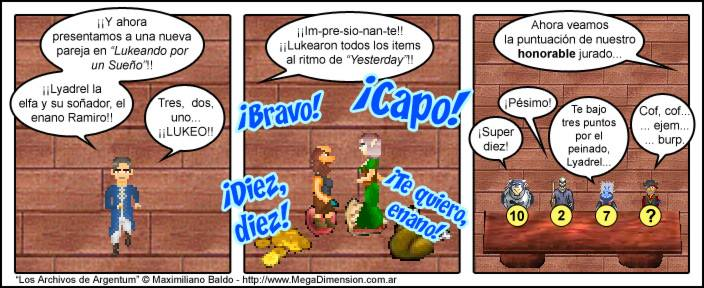 ¡¡Y ahora
presentamos a una nueva
pareja en “Lukeando por
un Sueño”!!
¡¡Lyadrel la
elfa y su soñador, el
enano Ramiro!!
Tres, dos,
uno...
¡¡LUKEO!!
¡¡Im-pre-sio-nan-te!!
¡¡Lukearon todos los items
al ritmo de “Yesterday”!!
¡Bravo!
¡Capo!
¡Diez,
diez!
¡Te quiero,
enano!
Ahora veamos
la puntuación de nuestro
honorable jurado...
¡Super
diez!
¡Pésimo!
Te bajo
tres puntos
por el
peinado,
Lyadrel...
Cof, cof...
... ejem...
... burp.
10
2
7
?
“Los Archivos de Argentum” © Maximiliano Baldo - http://www.MegaDimension.com.ar